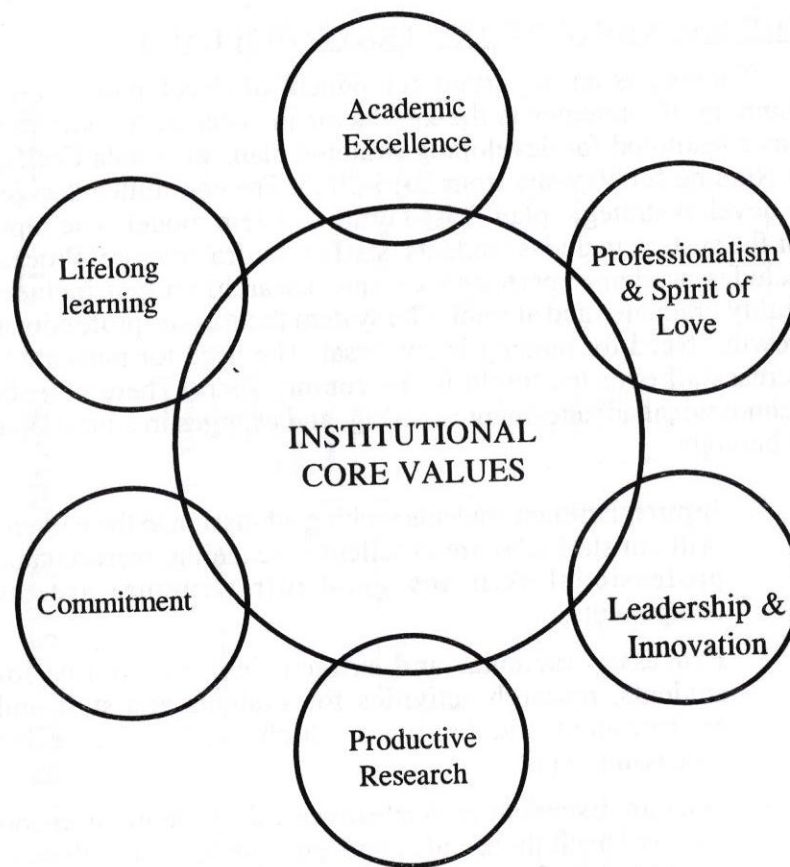 Academic
Excellence
Professionalism
& Spirit of
Love
Lifelong
learning
INSTITUTIONAL
CORE VALUES
Commitment
Leadership &
Innovation
Productive
Research